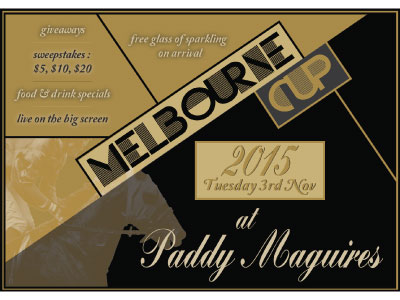 giveaways
sweepstakes :
$5, $10, $20
food & drink specials
live on the big screen
free glass of sparkling
on arrival
MELBOURNE
CUP
2015
Tuesday 3rd Nov
at
Paddy Maguires